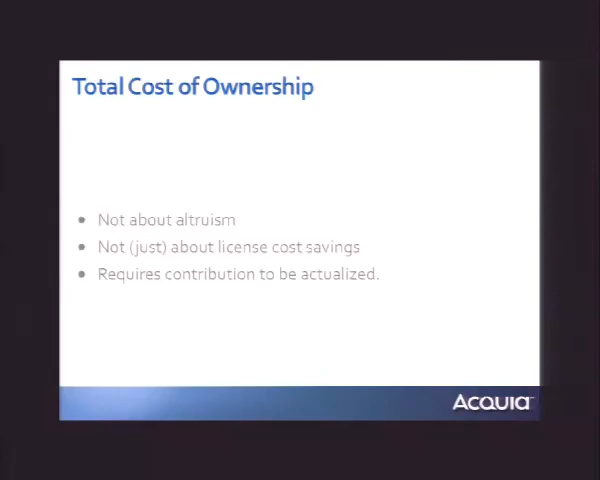 Total Cost of Ownership
• Not about altruism
• Not (just) about license cost savings
• Requires contribution to be actualized.
ACQUIA